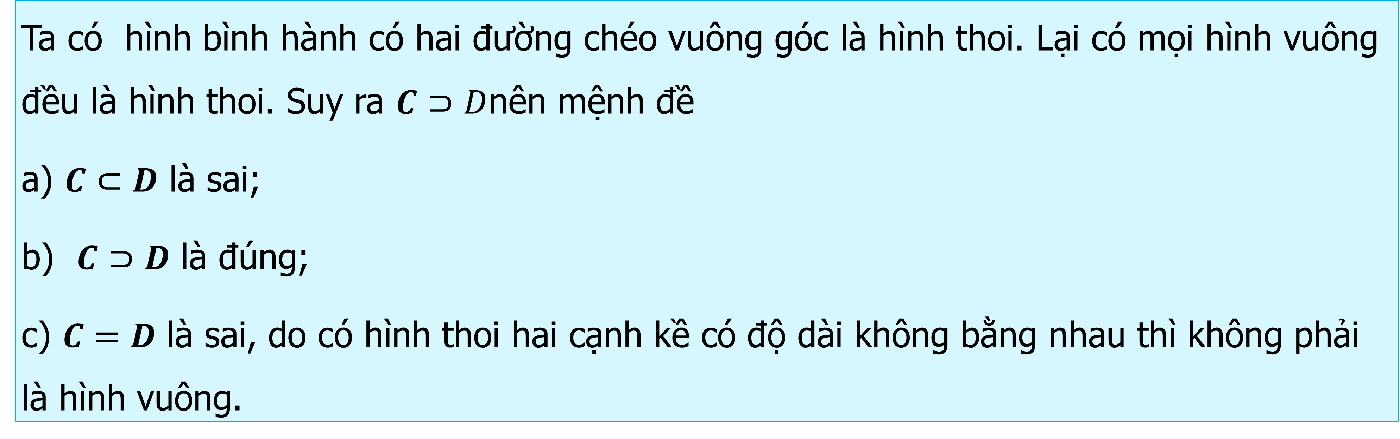 Ta có hình bình hành có hai đường chéo vuông góc là hình thoi. Lại có mọi hình vuông
đều là hình thoi. Suy ra C ⊃ Dnên mệnh đề
a) C ⊂ D là sai;
b) C ⊃ D là đúng;
c) C = D là sai, do có hình thoi hai cạnh kề có độ dài không bằng nhau thì không phải
là hình vuông.